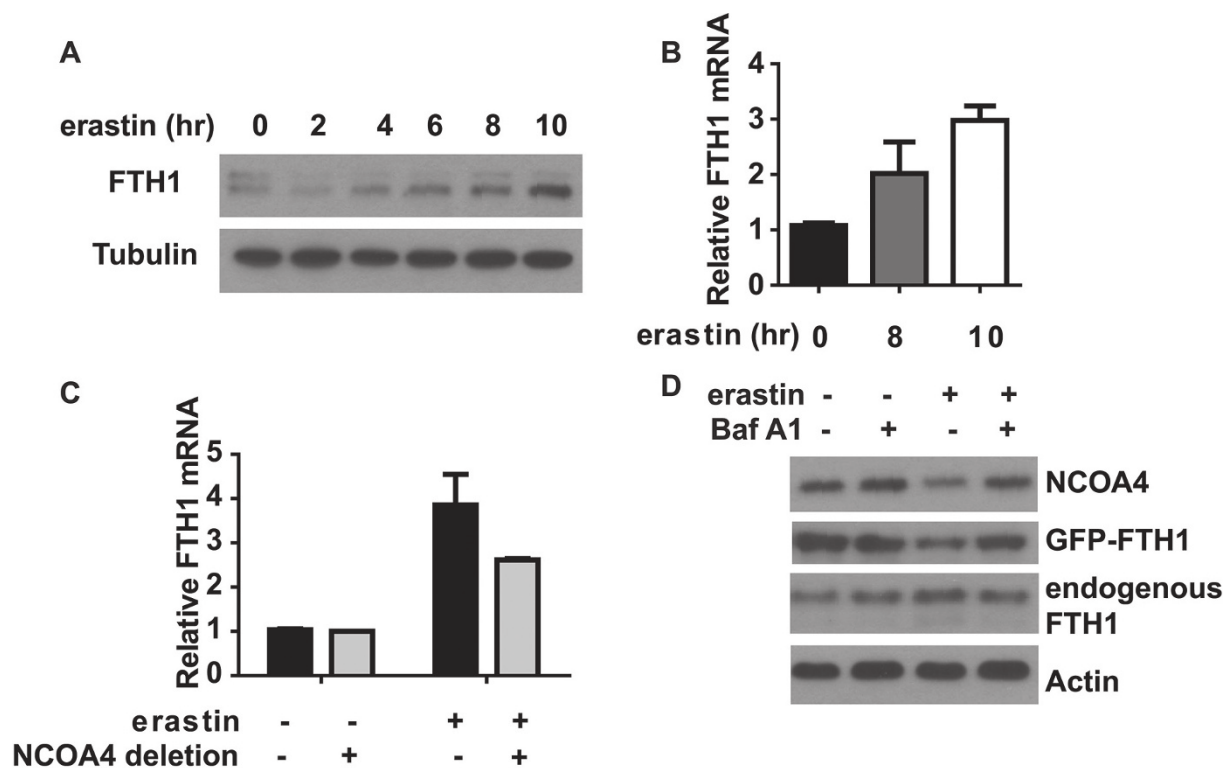 A
erastin (hr) 0 2 4 6 8 10
FTH1
Tubulin
B
Relative FTH1 mRNA
4
3
2
1
0
erastin (hr) 0 8 10
C
Relative FTH1 mRNA
5
4
3
2
1
0
erastin - - + +
NCOA4 deletion - + - +
D
erastin - - + +
Baf A1 - + - +
NCOA4
GFP-FTH1
endogenous
FTH1
Actin